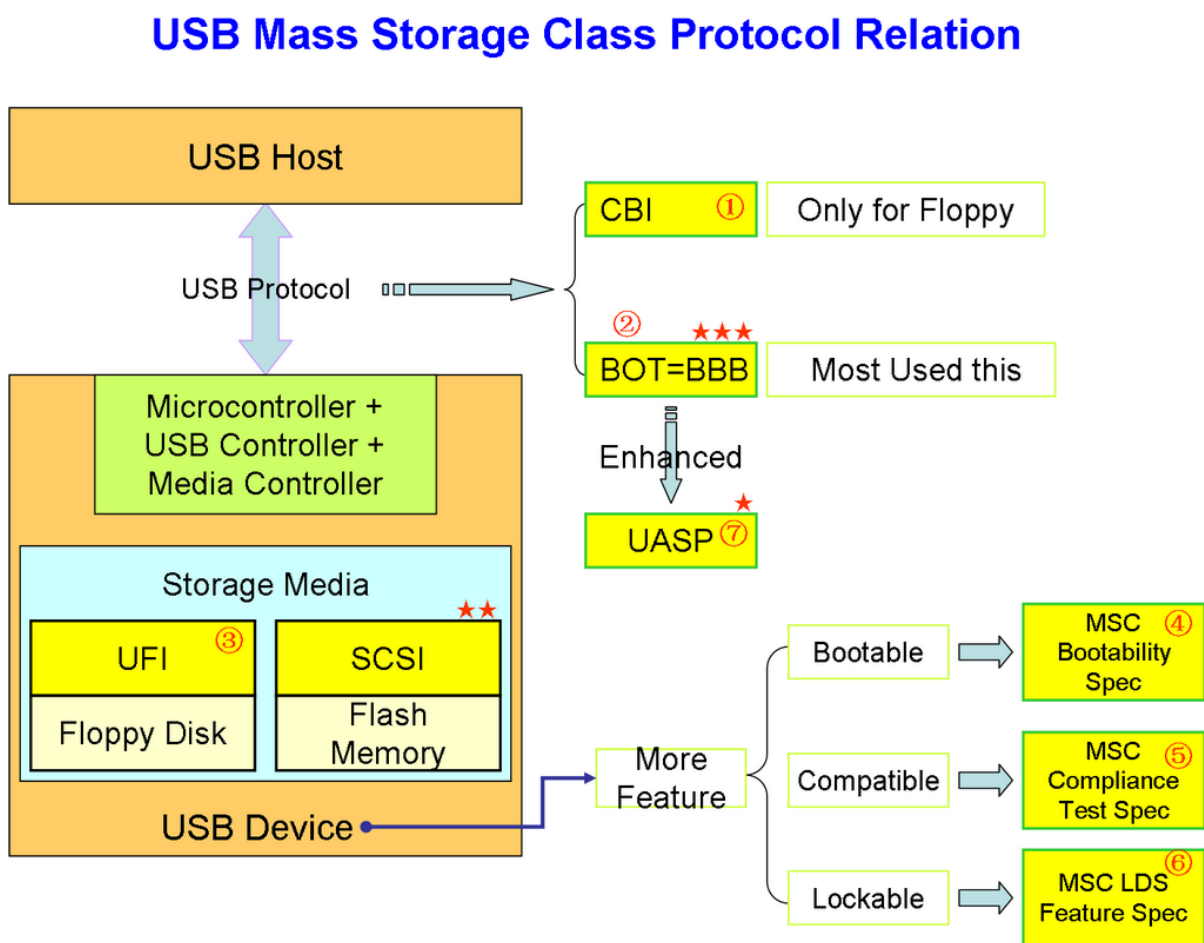 USB Mass Storage Class Protocol Relation
USB Host
CBI ①
Only for Floppy
USB Protocol
② ★★★
BOT=BBB
Most Used this
Microcontroller +
USB Controller +
Media Controller
Enhanced
★
UASP ⑦
Storage Media
★★
UFI ③
SCSI
Floppy Disk
Flash
Memory
USB Device
More
Feature
Bootable
MSC ④
Bootability
Spec
Compatible
MSC ⑤
Compliance
Test Spec
Lockable
⑥
MSC LDS
Feature Spec